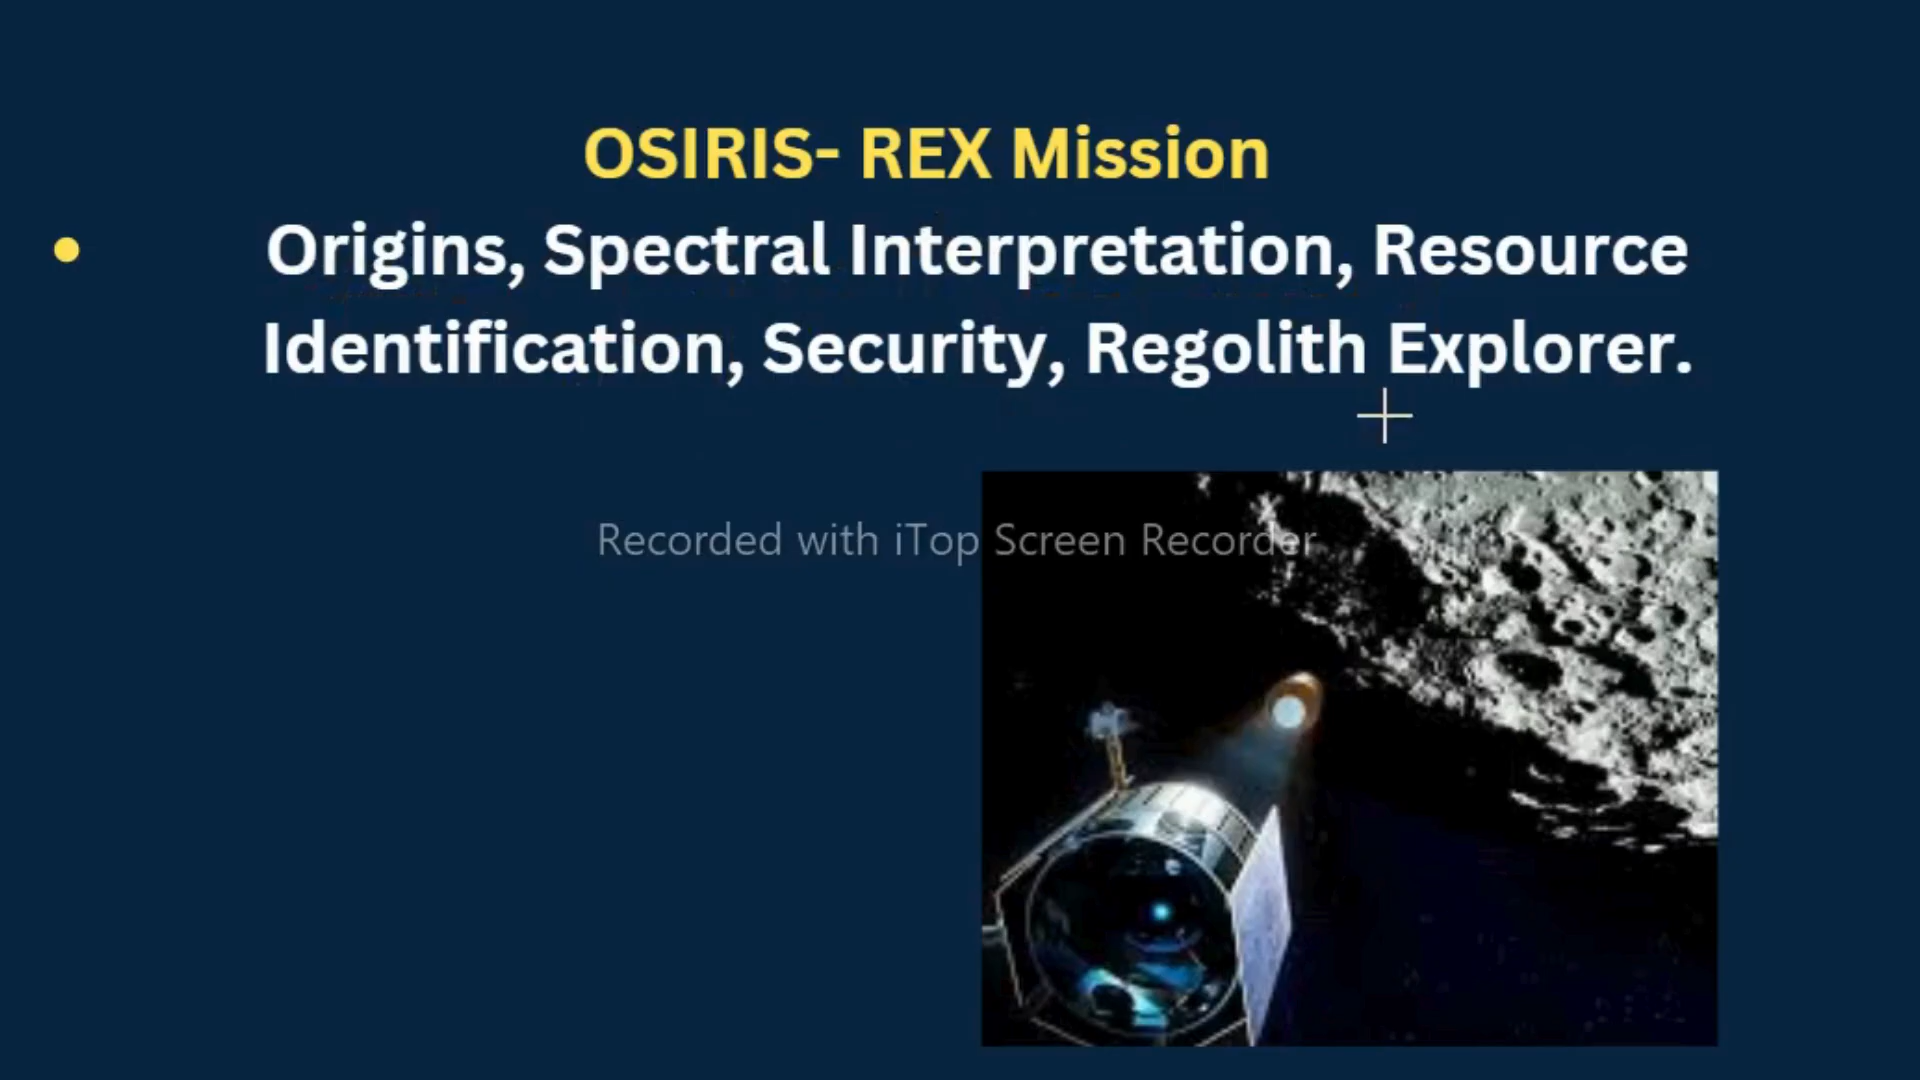 OSIRIS- REX Mission
Origins, Spectral Interpretation, Resource
Identification, Security, Regolith Explorer.
Recorded with iTop Screen Recorder